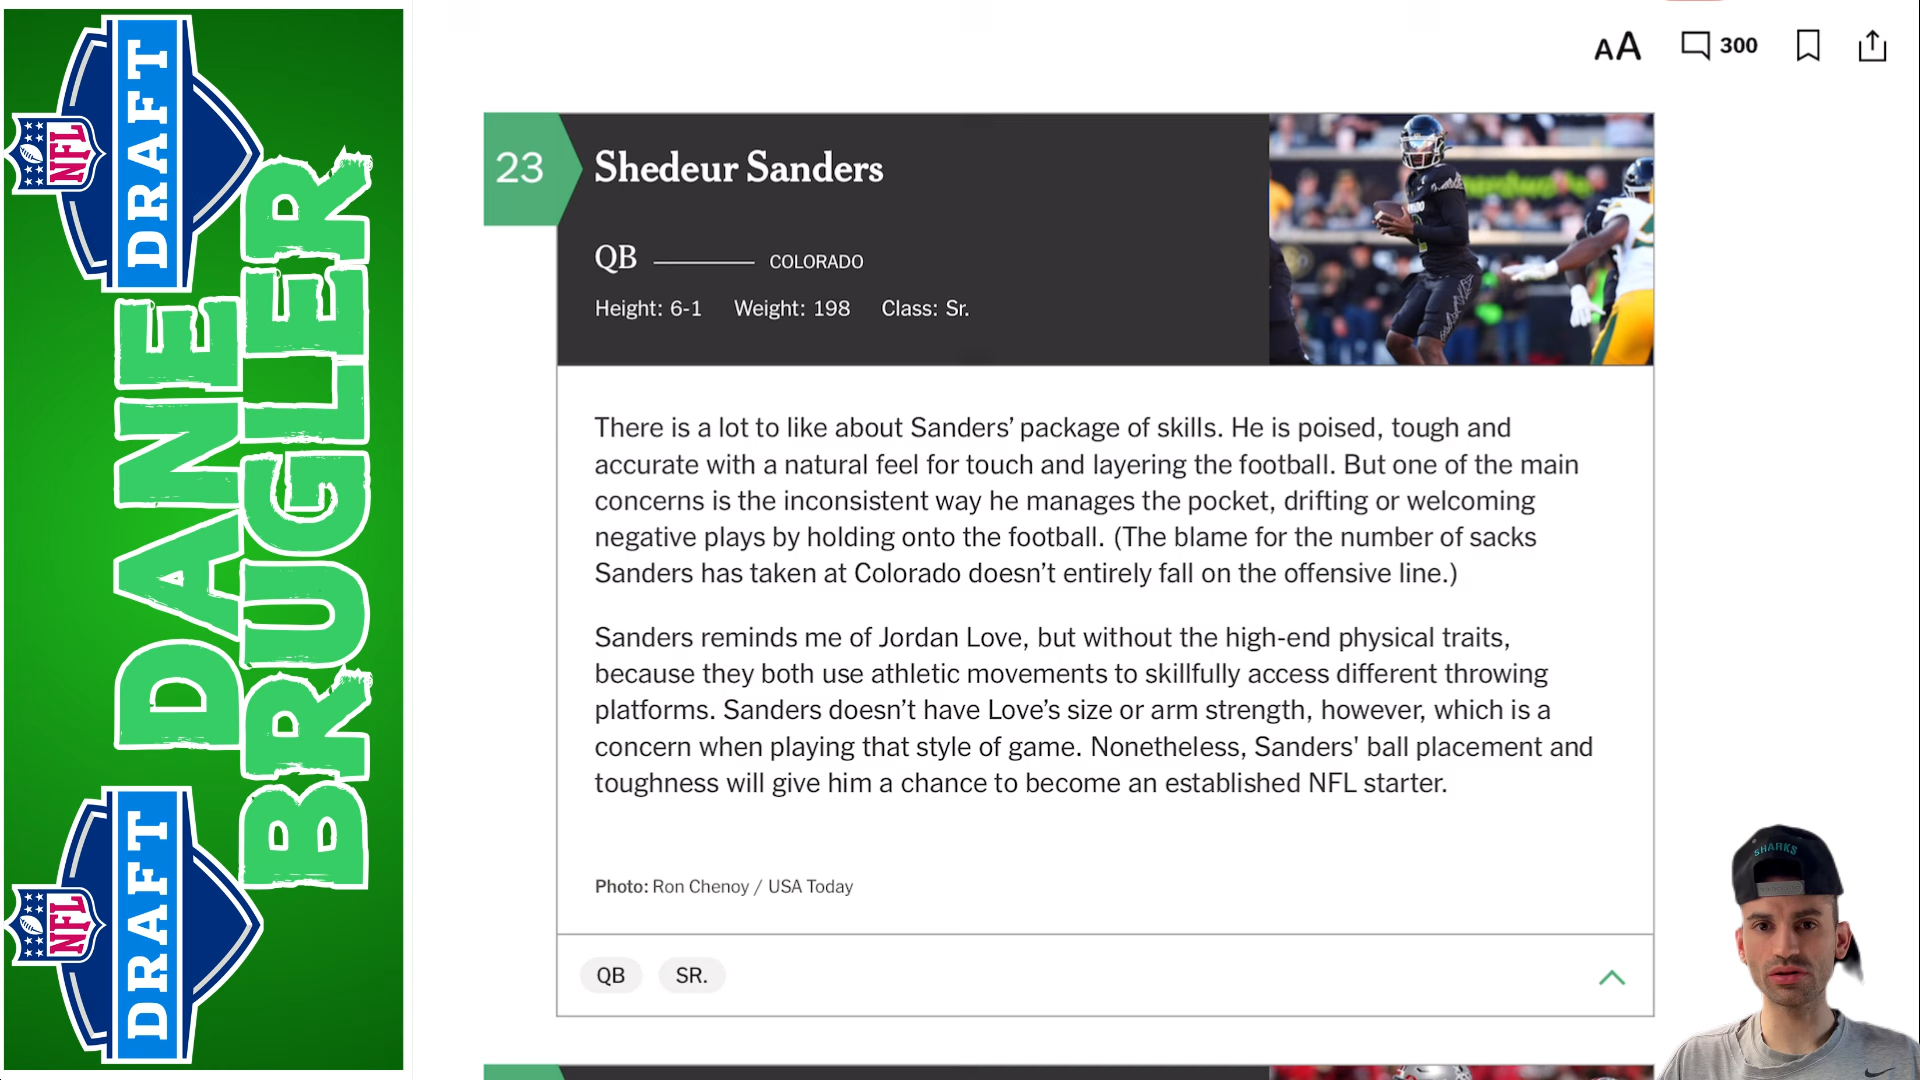 NFL
DRAFT
DANE
BRUGLER
NFL
DRAFT
AA
300
23
Shedeur Sanders
QB
COLORADO
Height: 6-1 Weight: 198 Class: Sr.
There is a lot to like about Sanders’ package of skills. He is poised, tough and
accurate with a natural feel for touch and layering the football. But one of the main
concerns is the inconsistent way he manages the pocket, drifting or welcoming
negative plays by holding onto the football. (The blame for the number of sacks
Sanders has taken at Colorado doesn’t entirely fall on the offensive line.)
Sanders reminds me of Jordan Love, but without the high-end physical traits,
because they both use athletic movements to skillfully access different throwing
platforms. Sanders doesn’t have Love’s size or arm strength, however, which is a
concern when playing that style of game. Nonetheless, Sanders' ball placement and
toughness will give him a chance to become an established NFL starter.
Photo: Ron Chenoy / USA Today
QB SR.
SHARKS